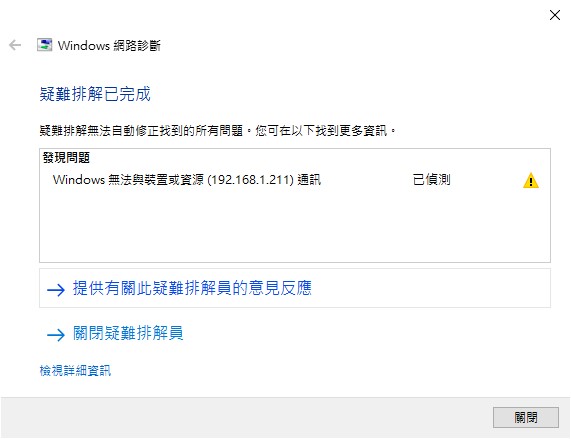 Windows 網路診斷
疑難排解已完成
疑難排解無法自動修正找到的所有問題。您可在以下找到更多資訊。
發現問題
Windows 無法與裝置或資源 (192.168.1.211) 通訊 已偵測
提供有關此疑難排解員的意見反應
關閉疑難排解員
檢視詳細資訊
關閉